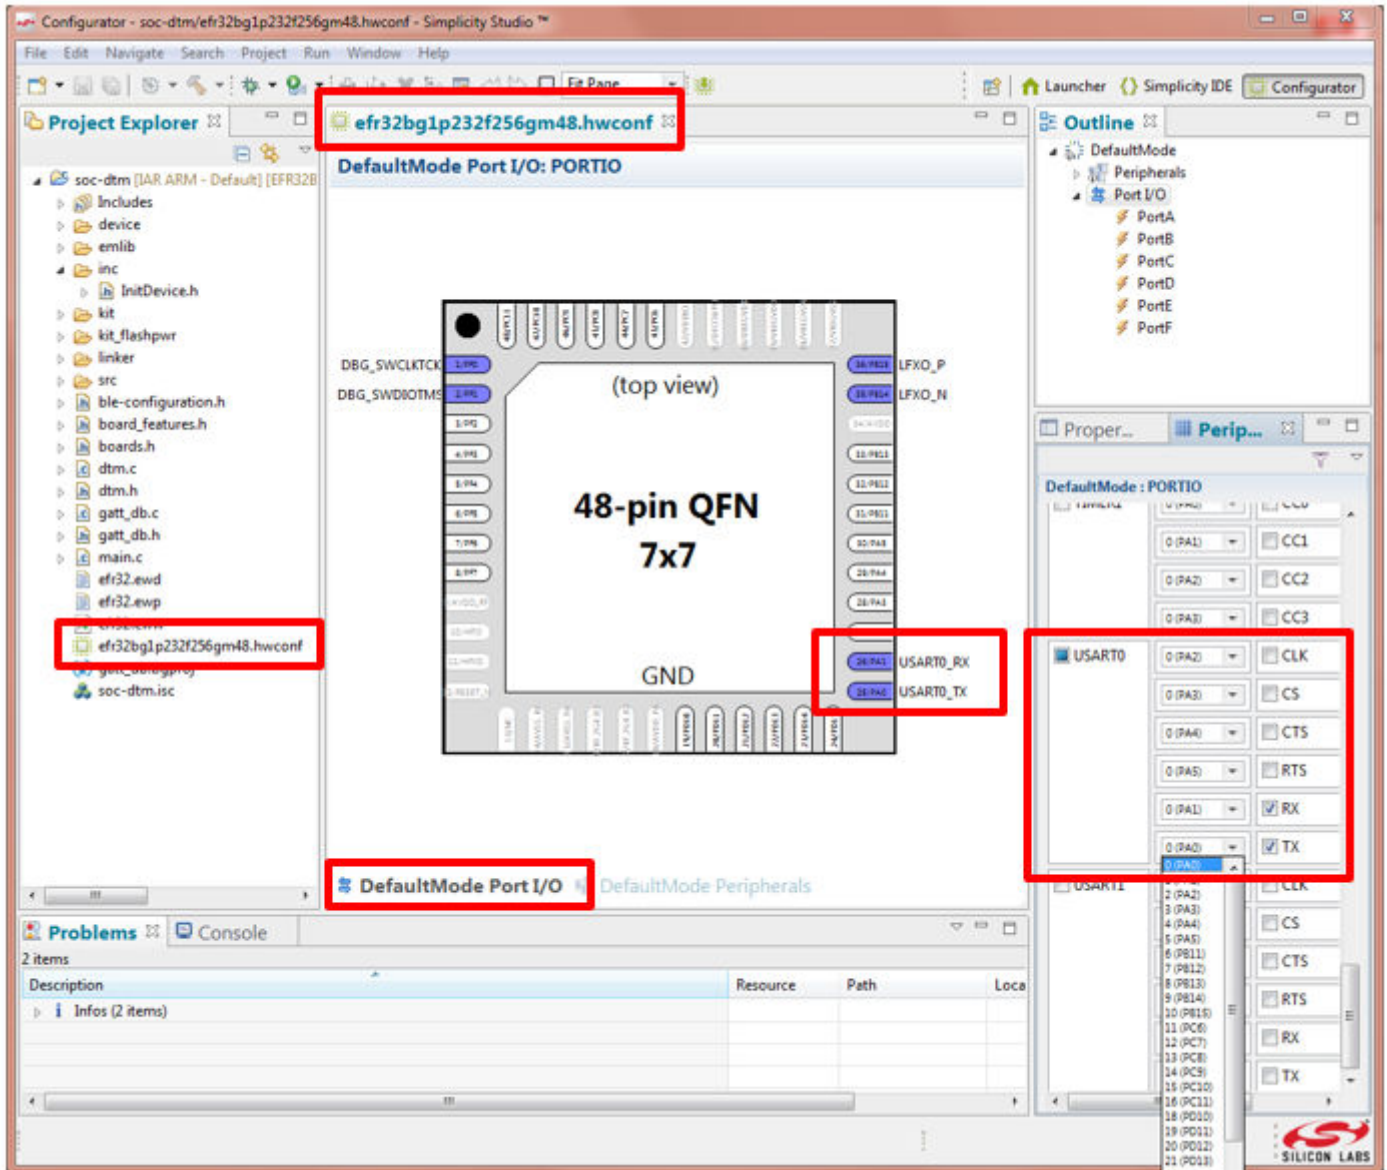 Configurator - soc-dtm/efr32bg1p232f256gm48.hwconf - Simplicity Studio ™
File Edit Navigate Search Project Run Window Help
Fit Page
Launcher {} Simplicity IDE Configurator
Project Explorer
soc-dtm [IAR ARM - Default] [EFR32B
Includes
device
emlib
inc
InitDevice.h
kit
kit_flashpwr
linker
src
ble-configuration.h
board_features.h
boards.h
dtm.c
dtm.h
gatt_db.c
gatt_db.h
main.c
efr32.ewd
efr32.ewp
efr32bg1p232f256gm48.hwconf
soc-dtm.isc
efr32bg1p232f256gm48.hwconf
DefaultMode Port I/O: PORTIO
DBG_SWCLKTCK
DBG_SWDIOTMS
(top view)
48-pin QFN
7x7
GND
LFXO_P
LFXO_N
USART0_RX
USART0_TX
DefaultMode Port I/O
DefaultMode Peripherals
Outline
DefaultMode
Peripherals
Port I/O
PortA
PortB
PortC
PortD
PortE
PortF
Proper...
Perip...
DefaultMode : PORTIO
0 (PA1) CC1
0 (PA2) CC2
0 (PA3) CC3
USART0 0 (PA2) CLK
0 (PA3) CS
0 (PA4) CTS
0 (PA5) RTS
0 (PA1) RX
0 (PA0) TX
0 (PA0)
USART1 CLK
2 (PA2)
3 (PA3)
4 (PA4) CS
5 (PA5)
6 (PB11)
7 (PB12) CTS
8 (PB13)
9 (PB14) RTS
10 (PB15)
11 (PC6)
12 (PC7) RX
13 (PC8)
14 (PC9) TX
15 (PC10)
16 (PC11)
18 (PD10)
19 (PD11)
20 (PD12)
21 (PD13)
Problems
Console
2 items
Description Resource Path Loca
i Infos (2 items)
SILICON LABS